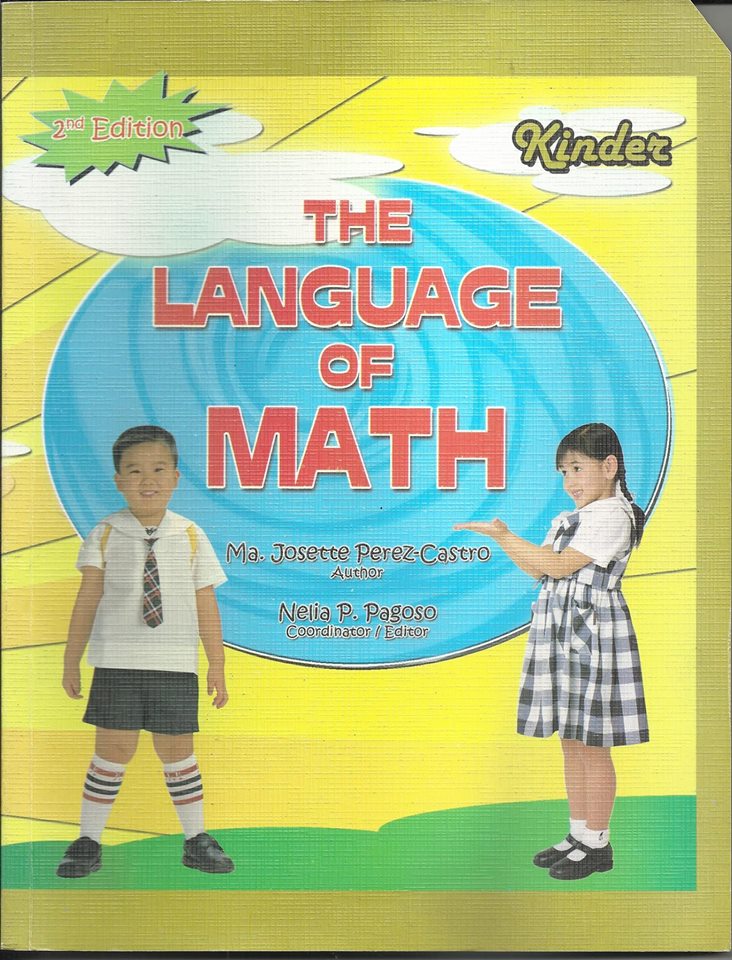 2nd Edition
Kinder
THE
LANGUAGE
OF
MATH
Ma. Josette Perez-Castro
Author
Nelia P. Pagoso
Coordinator / Editor